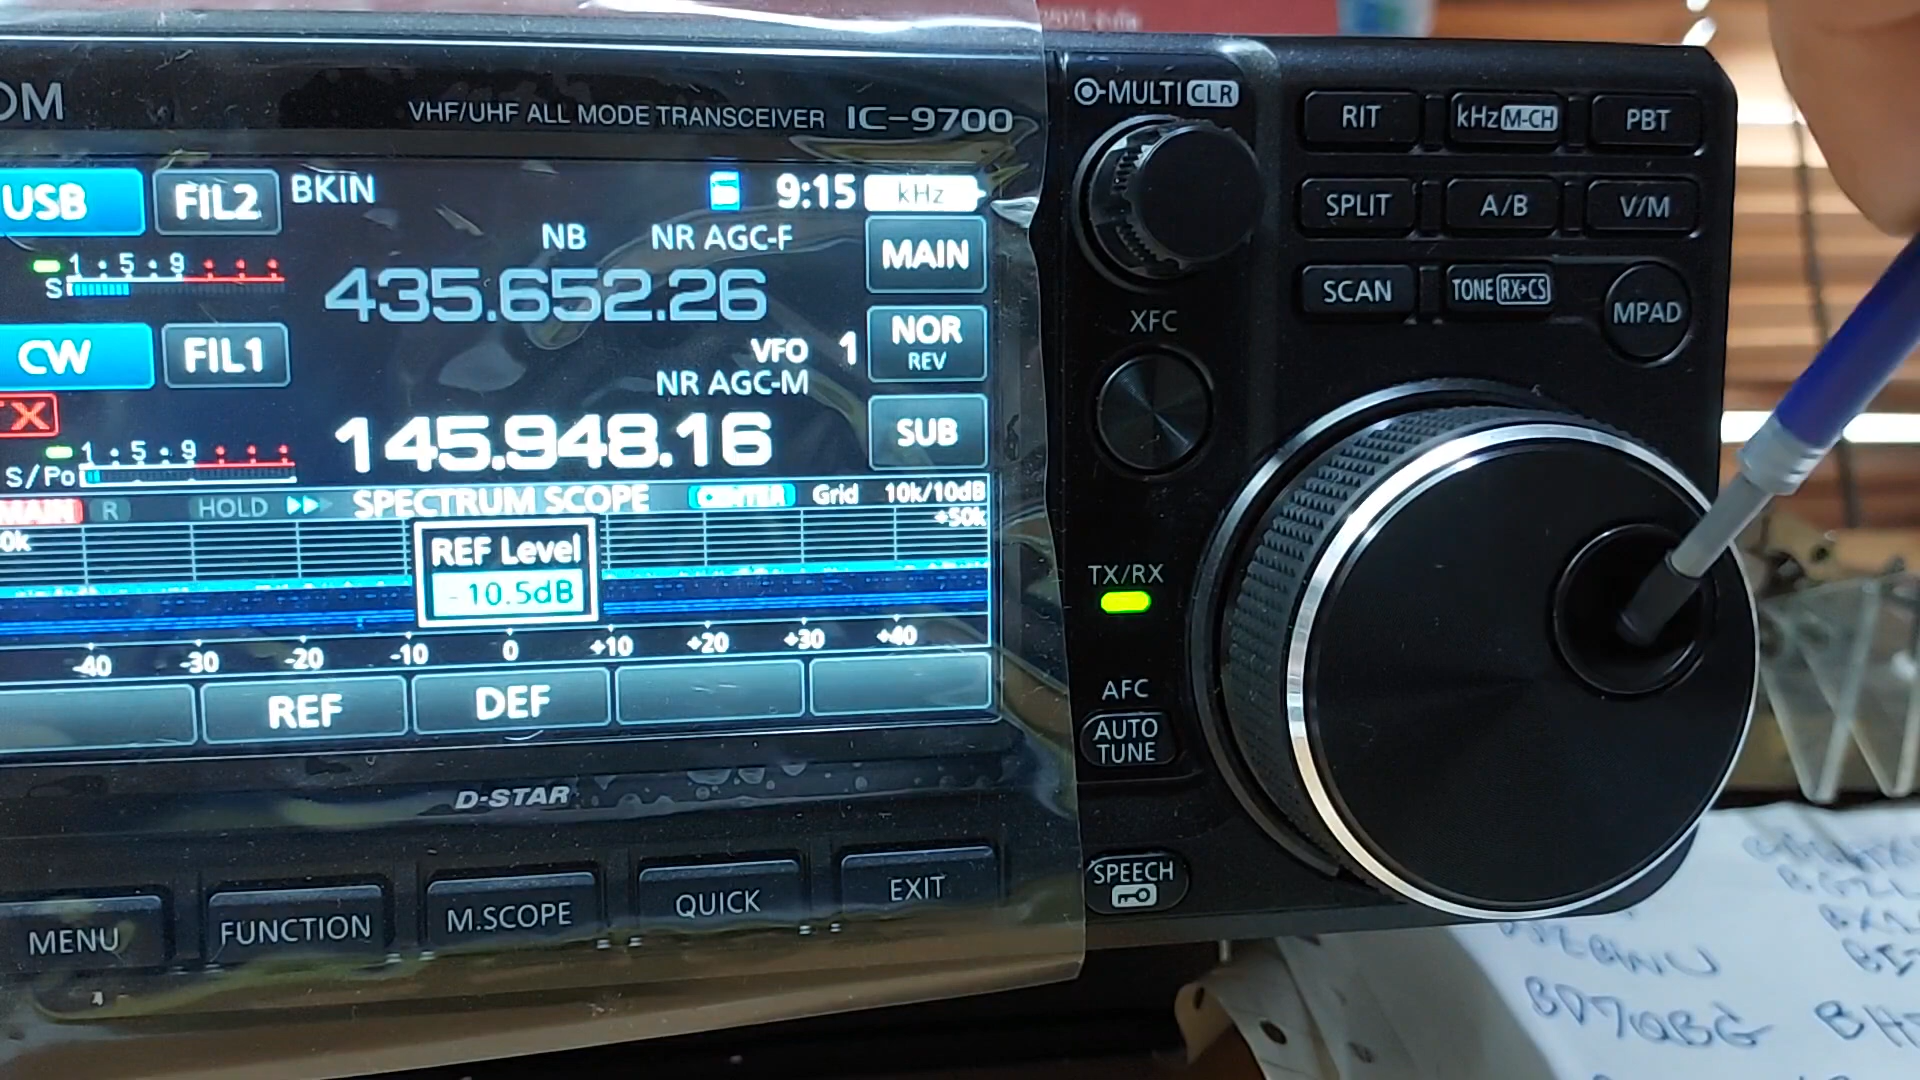 OM VHF/UHF ALL MODE TRANSCEIVER IC-9700
USB FIL2 BKIN 9:15 kHz
NB NR AGC-F MAIN
1 5 9
S
435.652.26
CW FIL1 VFO 1 NOR REV
NR AGC-M
TX
145.948.16 SUB
1 5 9
S/Po
MAIN R HOLD SPECTRUM SCOPE CENTER Grid 10k/10dB
0k +50k
REF Level
-10.5dB
-40 -30 -20 -10 0 +10 +20 +30 +40
REF DEF
D-STAR
MENU FUNCTION M.SCOPE QUICK EXIT
MULTI CLR
RIT kHz M-CH PBT
SPLIT A/B V/M
SCAN TONE RX▸CS MPAD
XFC
TX/RX
AFC
AUTO TUNE
SPEECH
BD7QBG